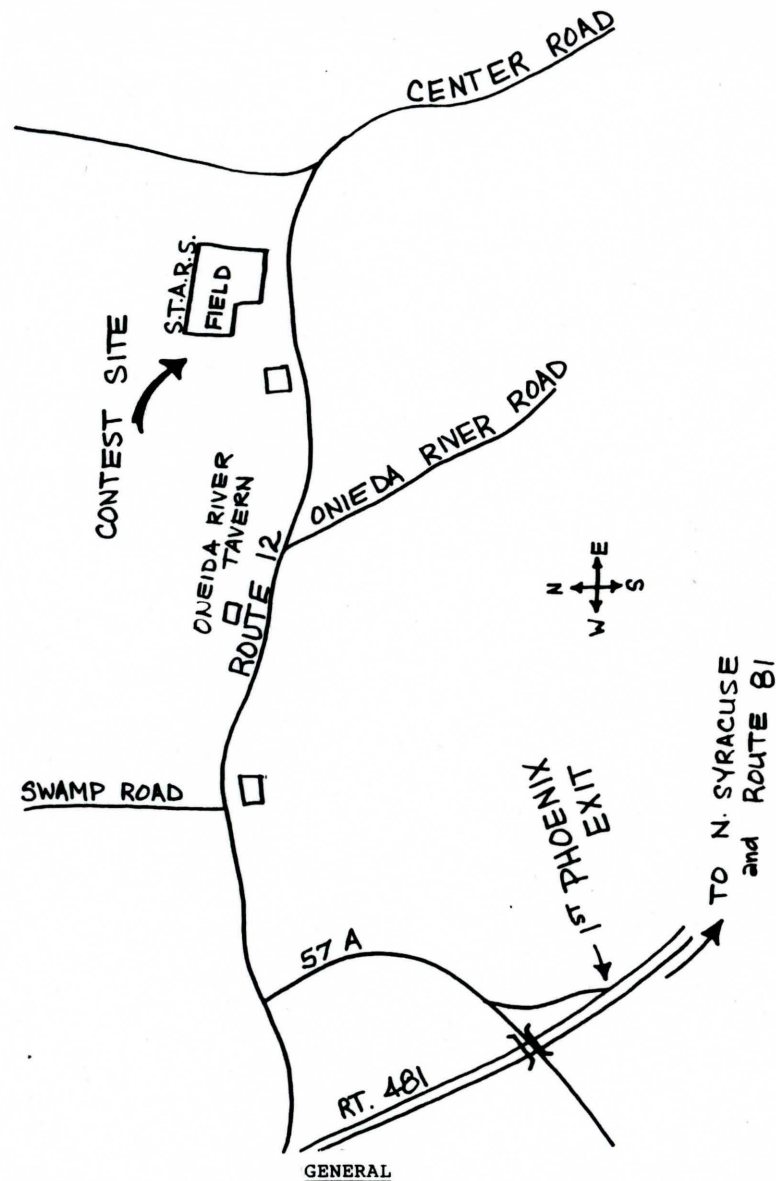 CENTER ROAD
S.T.A.R.S.
FIELD
CONTEST SITE
ONEIDA RIVER
TAVERN
ROUTE 12
ONIEDA RIVER ROAD
N
W E
S
SWAMP ROAD
57 A
1ST PHOENIX
EXIT
RT. 481
TO N. SYRACUSE
and ROUTE 81
GENERAL